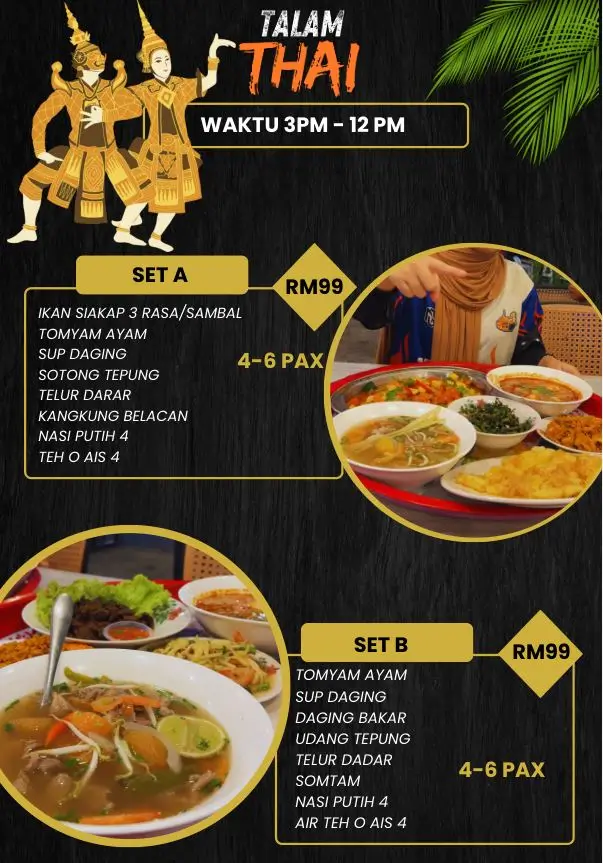 TALAM
THAI
WAKTU 3PM - 12 PM
SET A
RM99
IKAN SIAKAP 3 RASA/SAMBAL
TOMYAM AYAM
SUP DAGING
4-6 PAX
SOTONG TEPUNG
TELUR DARAR
KANGKUNG BELACAN
NASI PUTIH 4
TEH O AIS 4
SET B
RM99
TOMYAM AYAM
SUP DAGING
DAGING BAKAR
UDANG TEPUNG
TELUR DADAR
4-6 PAX
SOMTAM
NASI PUTIH 4
AIR TEH O AIS 4